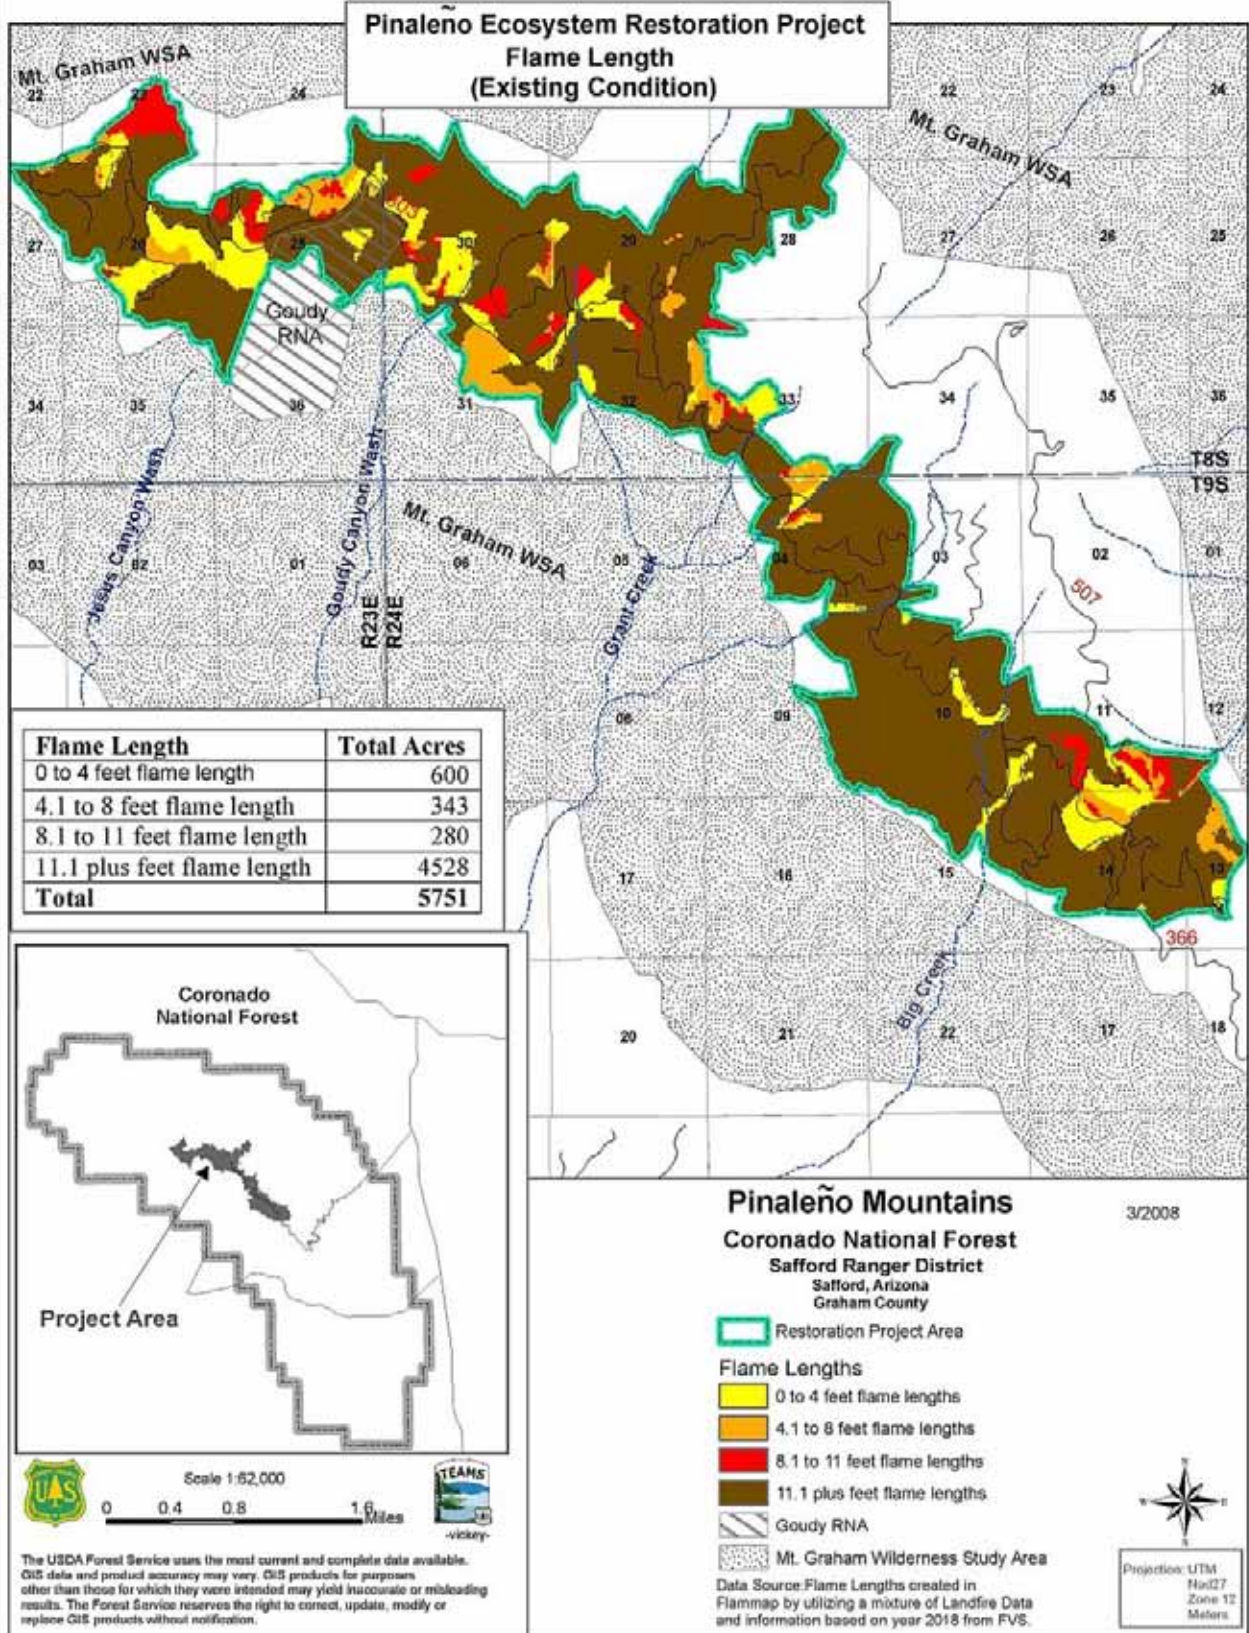 Pinaleño Ecosystem Restoration Project
Flame Length
(Existing Condition)
Mt. Graham WSA
22
23
24
22
23
24
Mt. Graham WSA
27
26
25
30
29
28
27
26
25
Goudy
RNA
34
35
36
31
32
33
34
35
36
T8S
T9S
Jesus Canyon Wash
Goudy Canyon Wash
Mt. Graham WSA
03
02
01
06
05
04
03
02
01
R23E
R24E
Grant Creek
507
08
09
10
11
12
Flame Length Total Acres
0 to 4 feet flame length 600
4.1 to 8 feet flame length 343
8.1 to 11 feet flame length 280
11.1 plus feet flame length 4528
Total 5751
17
16
15
14
13
366
Big Creek
20
21
22
17
18
Coronado
National Forest
Project Area
Pinaleño Mountains
3/2008
Coronado National Forest
Safford Ranger District
Safford, Arizona
Graham County
Restoration Project Area
Flame Lengths
0 to 4 feet flame lengths
4.1 to 8 feet flame lengths
8.1 to 11 feet flame lengths
11.1 plus feet flame lengths
Goudy RNA
Mt. Graham Wilderness Study Area
Data Source:Flame Lengths created in
Flammap by utilizing a mixture of Landfire Data
and information based on year 2018 from FVS.
N
W E
Projection: UTM
Nad27
Zone 12
Meters
UAS
Scale 1:62,000
0 0.4 0.8 1.6 Miles
TEAMS
-vickey-
The USDA Forest Service uses the most current and complete data available.
GIS data and product accuracy may vary. GIS products for purposes
other than those for which they were intended may yield inaccurate or misleading
results. The Forest Service reserves the right to correct, update, modify or
replace GIS products without notification.